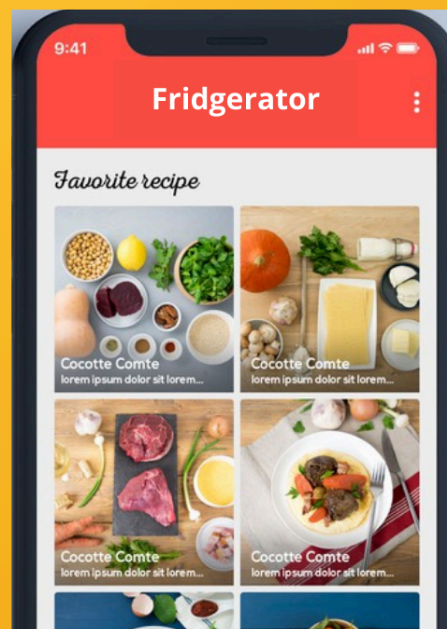 9:41
Fridgerator
Favorite recipe
Cocotte Comte
lorem ipsum dolor sit lorem...
Cocotte Comte
lorem ipsum dolor sit lorem...
Cocotte Comte
lorem ipsum dolor sit lorem...
Cocotte Comte
lorem ipsum dolor sit lorem...